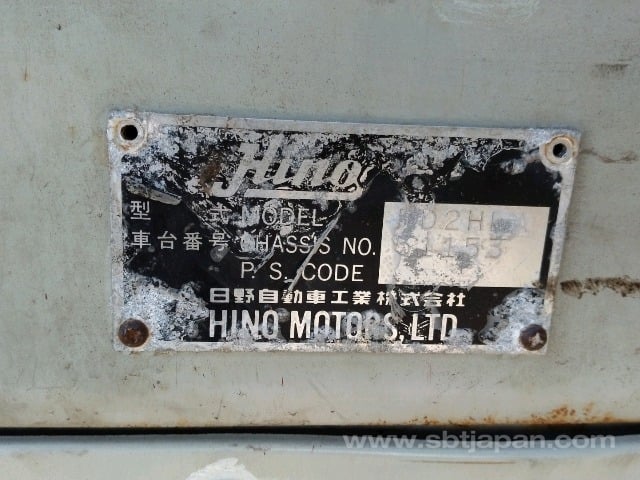 Hino
型 式 MODEL
車台番号 CHASSIS NO.
P. S. CODE
日野自動車工業株式会社
HINO MOTORS, LTD
www.sbtjapan.com